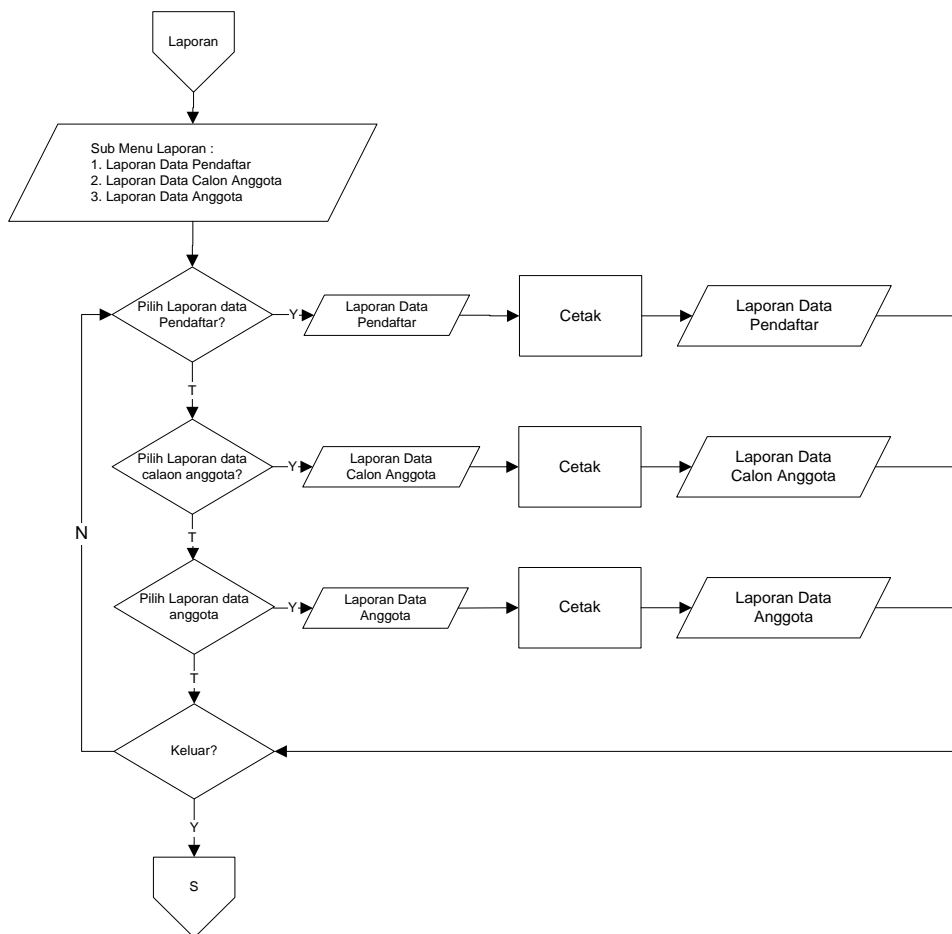 Laporan
Sub Menu Laporan :
1. Laporan Data Pendaftar
2. Laporan Data Calon Anggota
3. Laporan Data Anggota
Pilih Laporan data
Pendaftar?
Y
Laporan Data
Pendaftar
Cetak
Laporan Data
Pendaftar
T
Pilih Laporan data
calaon anggota?
Y
Laporan Data
Calon Anggota
Cetak
Laporan Data
Calon Anggota
N
T
Pilih Laporan data
anggota
Y
Laporan Data
Anggota
Cetak
Laporan Data
Anggota
T
Keluar?
Y
S